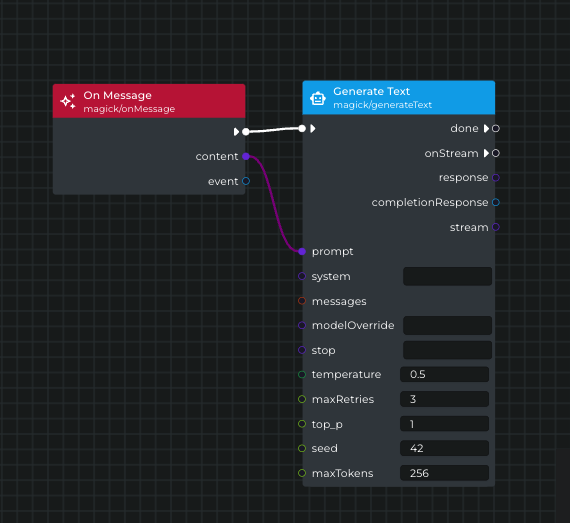 On Message
magick/onMessage
content
event
Generate Text
magick/generateText
done
onStream
response
completionResponse
stream
prompt
system
messages
modelOverride
stop
temperature 0.5
maxRetries 3
top_p 1
seed 42
maxTokens 256